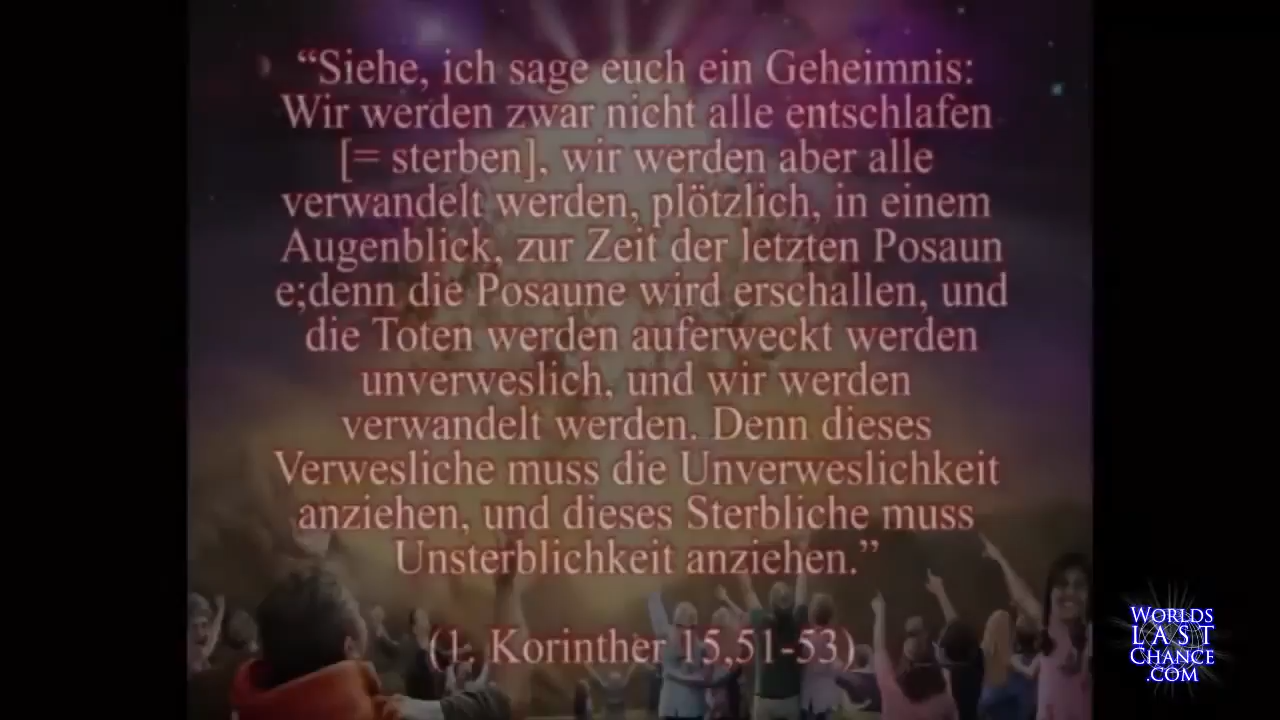 “Siehe, ich sage euch ein Geheimnis:
Wir werden zwar nicht alle entschlafen
[= sterben], wir werden aber alle
verwandelt werden, plötzlich, in einem
Augenblick, zur Zeit der letzten Posaun
e;denn die Posaune wird erschallen, und
die Toten werden auferweckt werden
unverweslich, und wir werden
verwandelt werden. Denn dieses
Verwesliche muss die Unverweslichkeit
anziehen, und dieses Sterbliche muss
Unsterblichkeit anziehen.”
(1. Korinther 15,51-53)
WORLDS
LAST
CHANCE
.COM